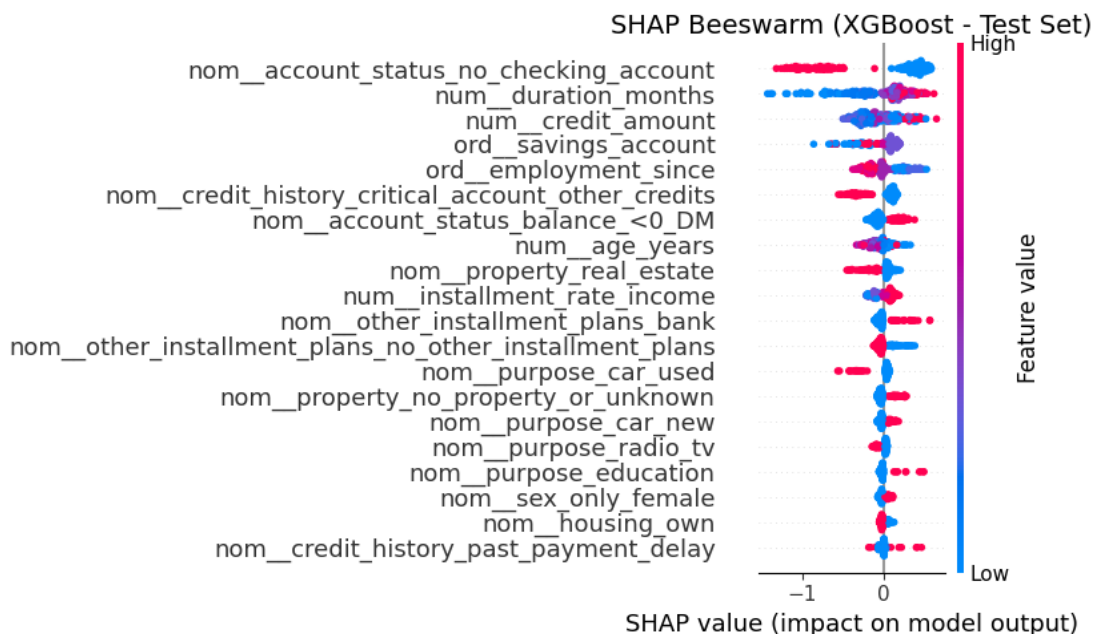 SHAP Beeswarm (XGBoost - Test Set)
High
nom__account_status_no_checking_account
num__duration_months
num__credit_amount
ord__savings_account
ord__employment_since
nom__credit_history_critical_account_other_credits
nom__account_status_balance_<0_DM
num__age_years
nom__property_real_estate
num__installment_rate_income
nom__other_installment_plans_bank
nom__other_installment_plans_no_other_installment_plans
nom__purpose_car_used
nom__property_no_property_or_unknown
nom__purpose_car_new
nom__purpose_radio_tv
nom__purpose_education
nom__sex_only_female
nom__housing_own
nom__credit_history_past_payment_delay
Feature value
Low
−1 0
SHAP value (impact on model output)